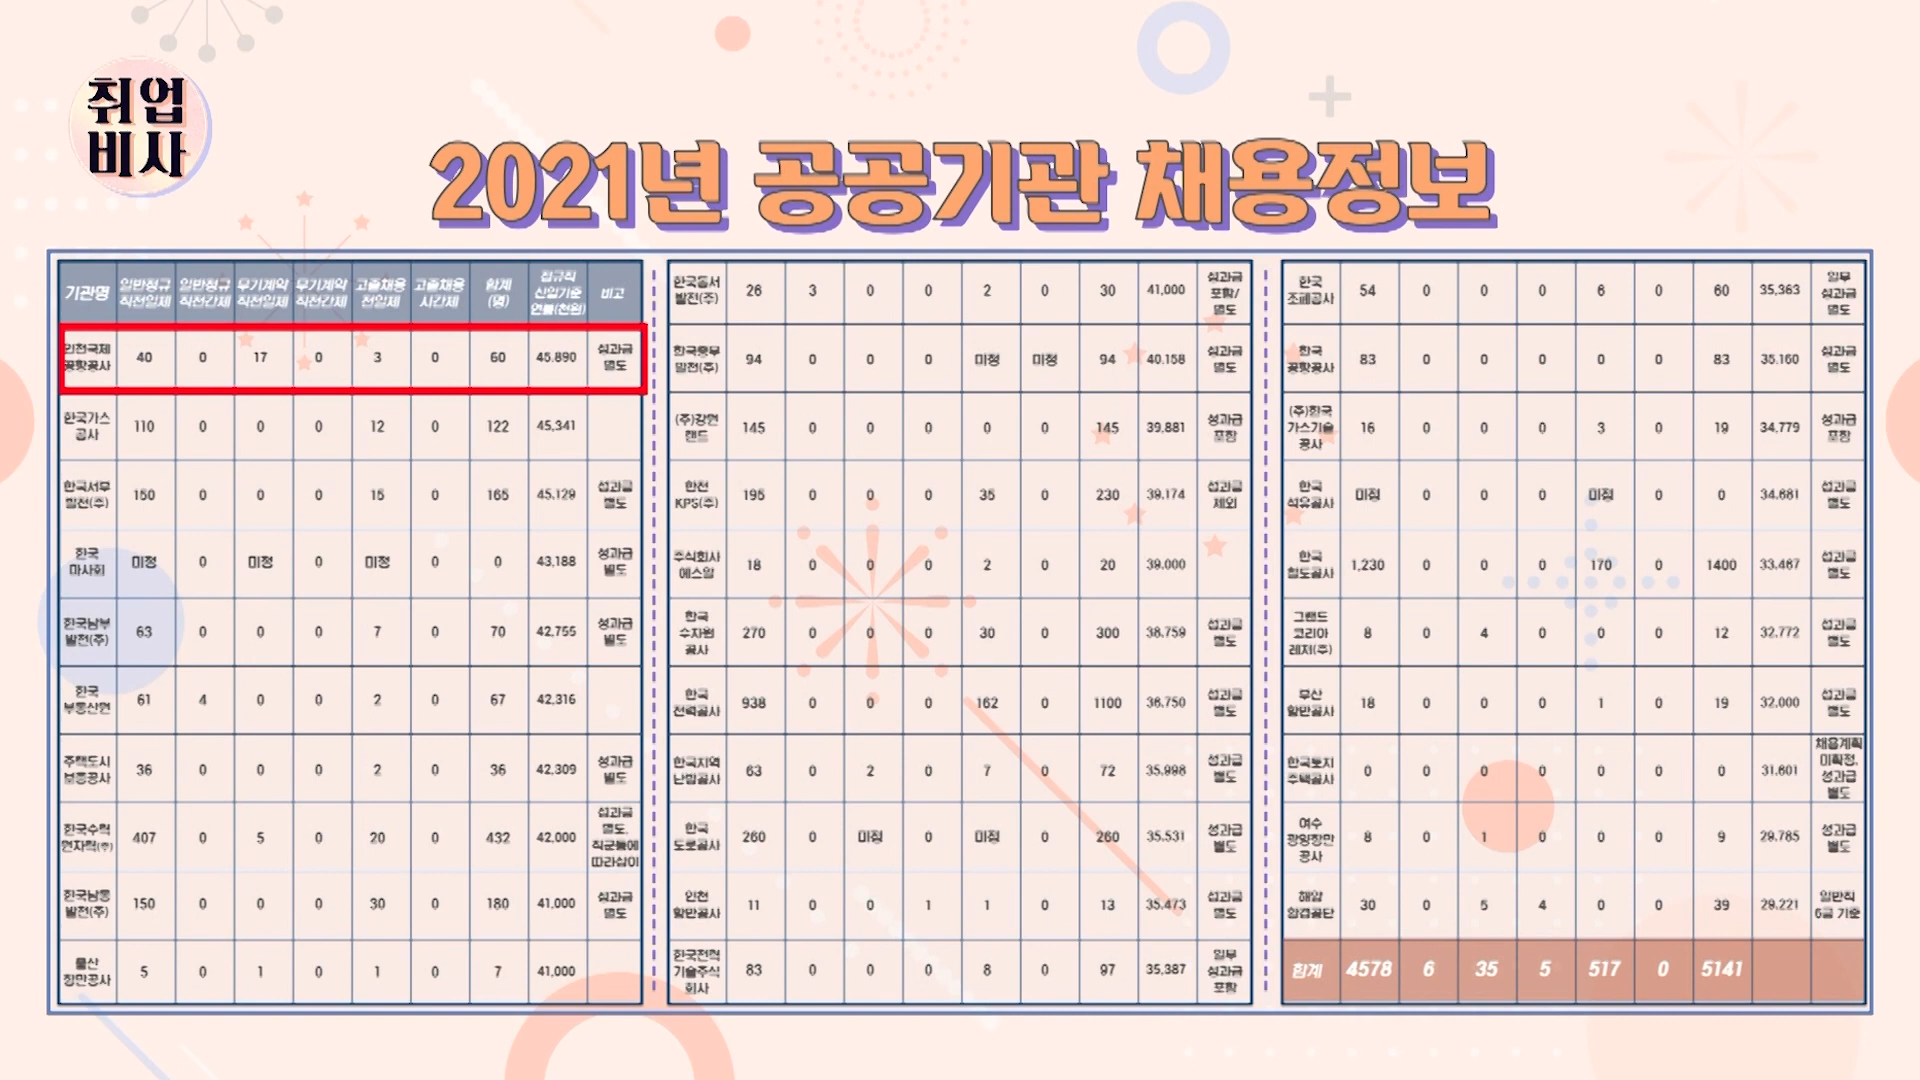 취업
비사
2021년 공공기관 채용정보
기관명 일반정규직전일제 일반정규직전간제 무기계약직전일제 무기계약직전간제 고졸채용전일제 고졸채용시간제 합계(명) 정규직 신입기준 연봉(천원) 비고
인천국제공항공사 40 0 17 0 3 0 60 45.890 성과급 별도
한국가스공사 110 0 0 0 12 0 122 45,341
한국서부발전(주) 150 0 0 0 15 0 165 45.129 성과급 별도
한국마사회 미정 0 미정 0 미정 0 0 43,188 성과급 별도
한국남부발전(주) 63 0 0 0 7 0 70 42,755 성과급 별도
한국부동산원 61 4 0 0 2 0 67 42,316
주택도시보증공사 36 0 0 0 2 0 36 42,309 성과급 별도
한국수력원자력(주) 407 0 5 0 20 0 432 42,000 성과급 별도, 직군등에 따라상이
한국남동발전(주) 150 0 0 0 30 0 180 41,000 성과급 별도
울산항만공사 5 0 1 0 1 0 7 41,000
한국동서발전(주) 26 3 0 0 2 0 30 41,000 성과급 포함/별도
한국중부발전(주) 94 0 0 0 미정 미정 94 40.158 성과급 별도
(주)강원랜드 145 0 0 0 0 0 145 39,881 성과급 포함
한전KPS(주) 195 0 0 0 35 0 230 39,174 성과급 제외
주식회사 에스알 18 0 0 0 2 0 20 39,000
한국수자원공사 270 0 0 0 30 0 300 38,759 성과급 별도
한국전력공사 938 0 0 0 162 0 1100 36,750 성과급 별도
한국지역난방공사 63 0 2 0 7 0 72 35,998 성과급 별도
한국도로공사 260 0 미정 0 미정 0 260 35,531 성과급 별도
인천항만공사 11 0 0 1 1 0 13 35,473 성과급 별도
한국전력기술주식회사 83 0 0 0 8 0 97 35,387 일부 성과급 포함
한국조폐공사 54 0 0 0 6 0 60 35,363 일부 성과급 별도
한국공항공사 83 0 0 0 0 0 83 35,160 성과급 별도
(주)한국가스기술공사 16 0 0 0 3 0 19 34,779 성과급 포함
한국석유공사 미정 0 0 0 미정 0 0 34,681 성과급 별도
한국철도공사 1,230 0 0 0 170 0 1400 33,467 성과급 별도
그랜드코리아레저(주) 8 0 4 0 0 0 12 32,772 성과급 별도
부산항만공사 18 0 0 0 1 0 19 32,000 성과급 별도
한국토지주택공사 0 0 0 0 0 0 0 31,601 채용계획 미확정, 성과급 별도
여수광양항만공사 8 0 1 0 0 0 9 29,785 성과급 별도
해양환경공단 30 0 5 4 0 0 39 29,221 일반직 6급 기준
합계 4578 6 35 5 517 0 5141